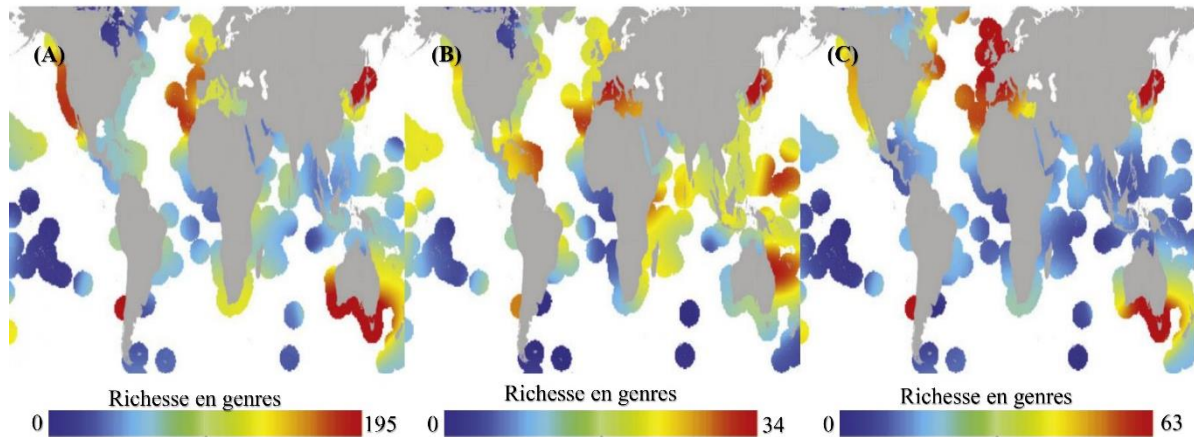 (A) (B) (C)
Richesse en genres Richesse en genres Richesse en genres
0 195 0 34 0 63